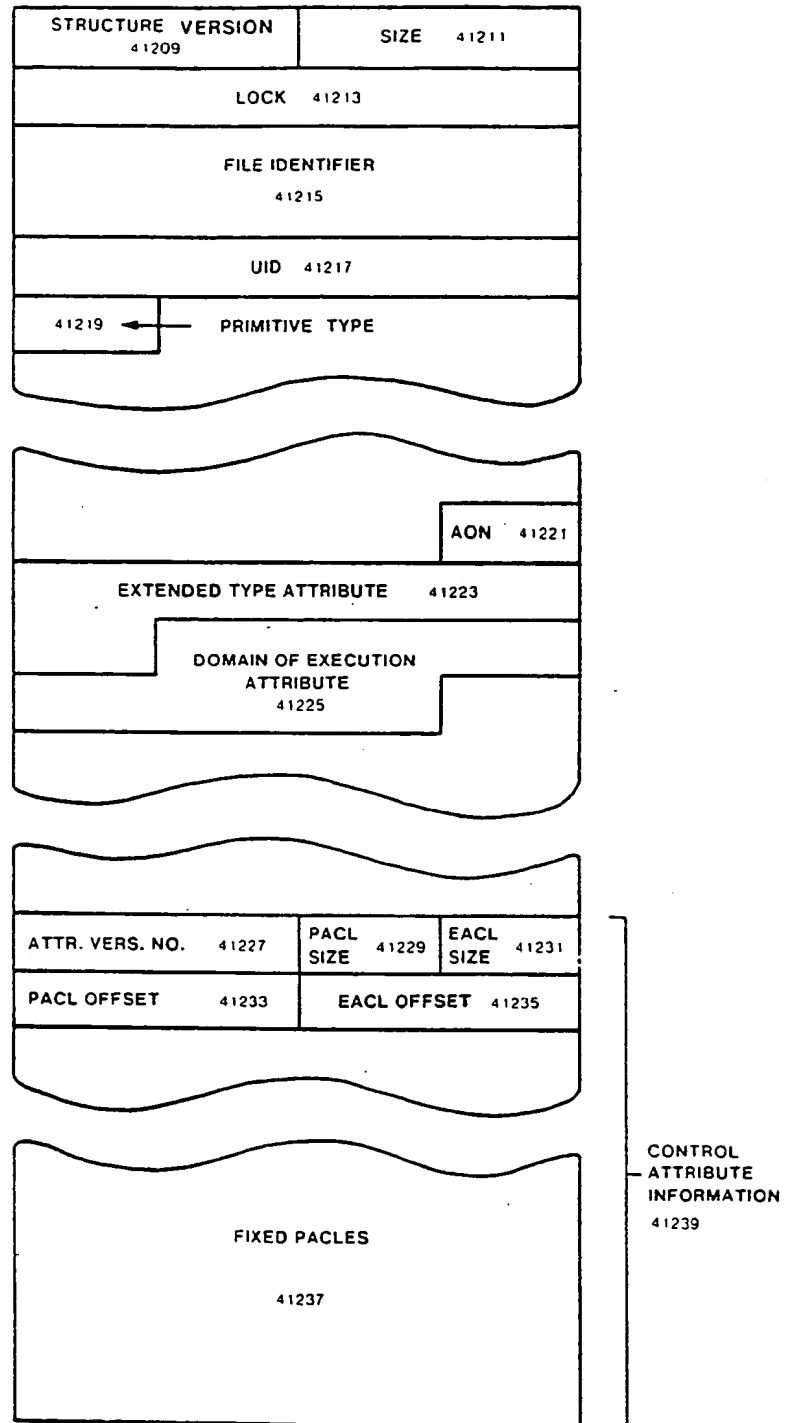 STRUCTURE VERSION
41209
SIZE 41211
LOCK 41213
FILE IDENTIFIER
41215
UID 41217
41219
PRIMITIVE TYPE
AON 41221
EXTENDED TYPE ATTRIBUTE 41223
DOMAIN OF EXECUTION
ATTRIBUTE
41225
ATTR. VERS. NO. 41227
PACL
SIZE 41229
EACL
SIZE 41231
PACL OFFSET 41233
EACL OFFSET 41235
CONTROL
ATTRIBUTE
INFORMATION
41239
FIXED PACLES
41237